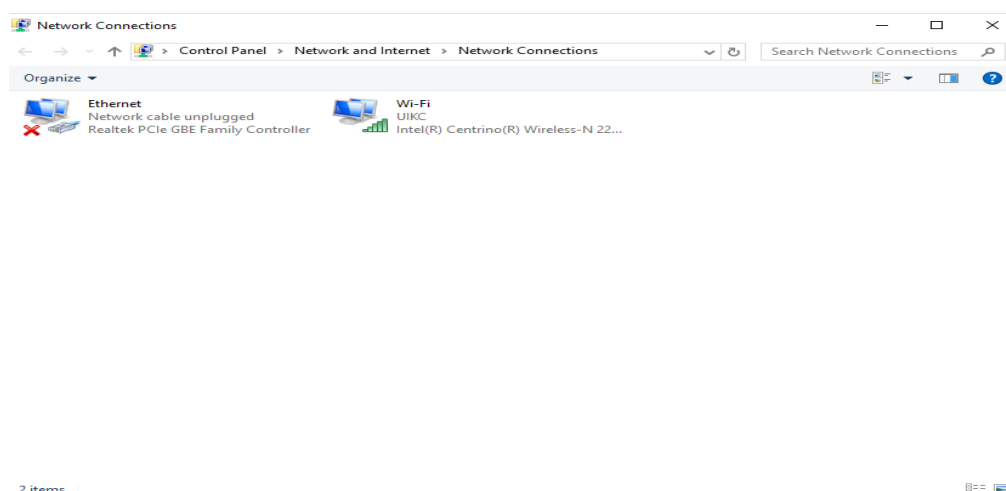 Network Connections
Control Panel > Network and Internet > Network Connections
Search Network Connections
Organize
Ethernet
Network cable unplugged
Realtek PCIe GBE Family Controller
Wi-Fi
UIKC
Intel(R) Centrino(R) Wireless-N 22...
2 items